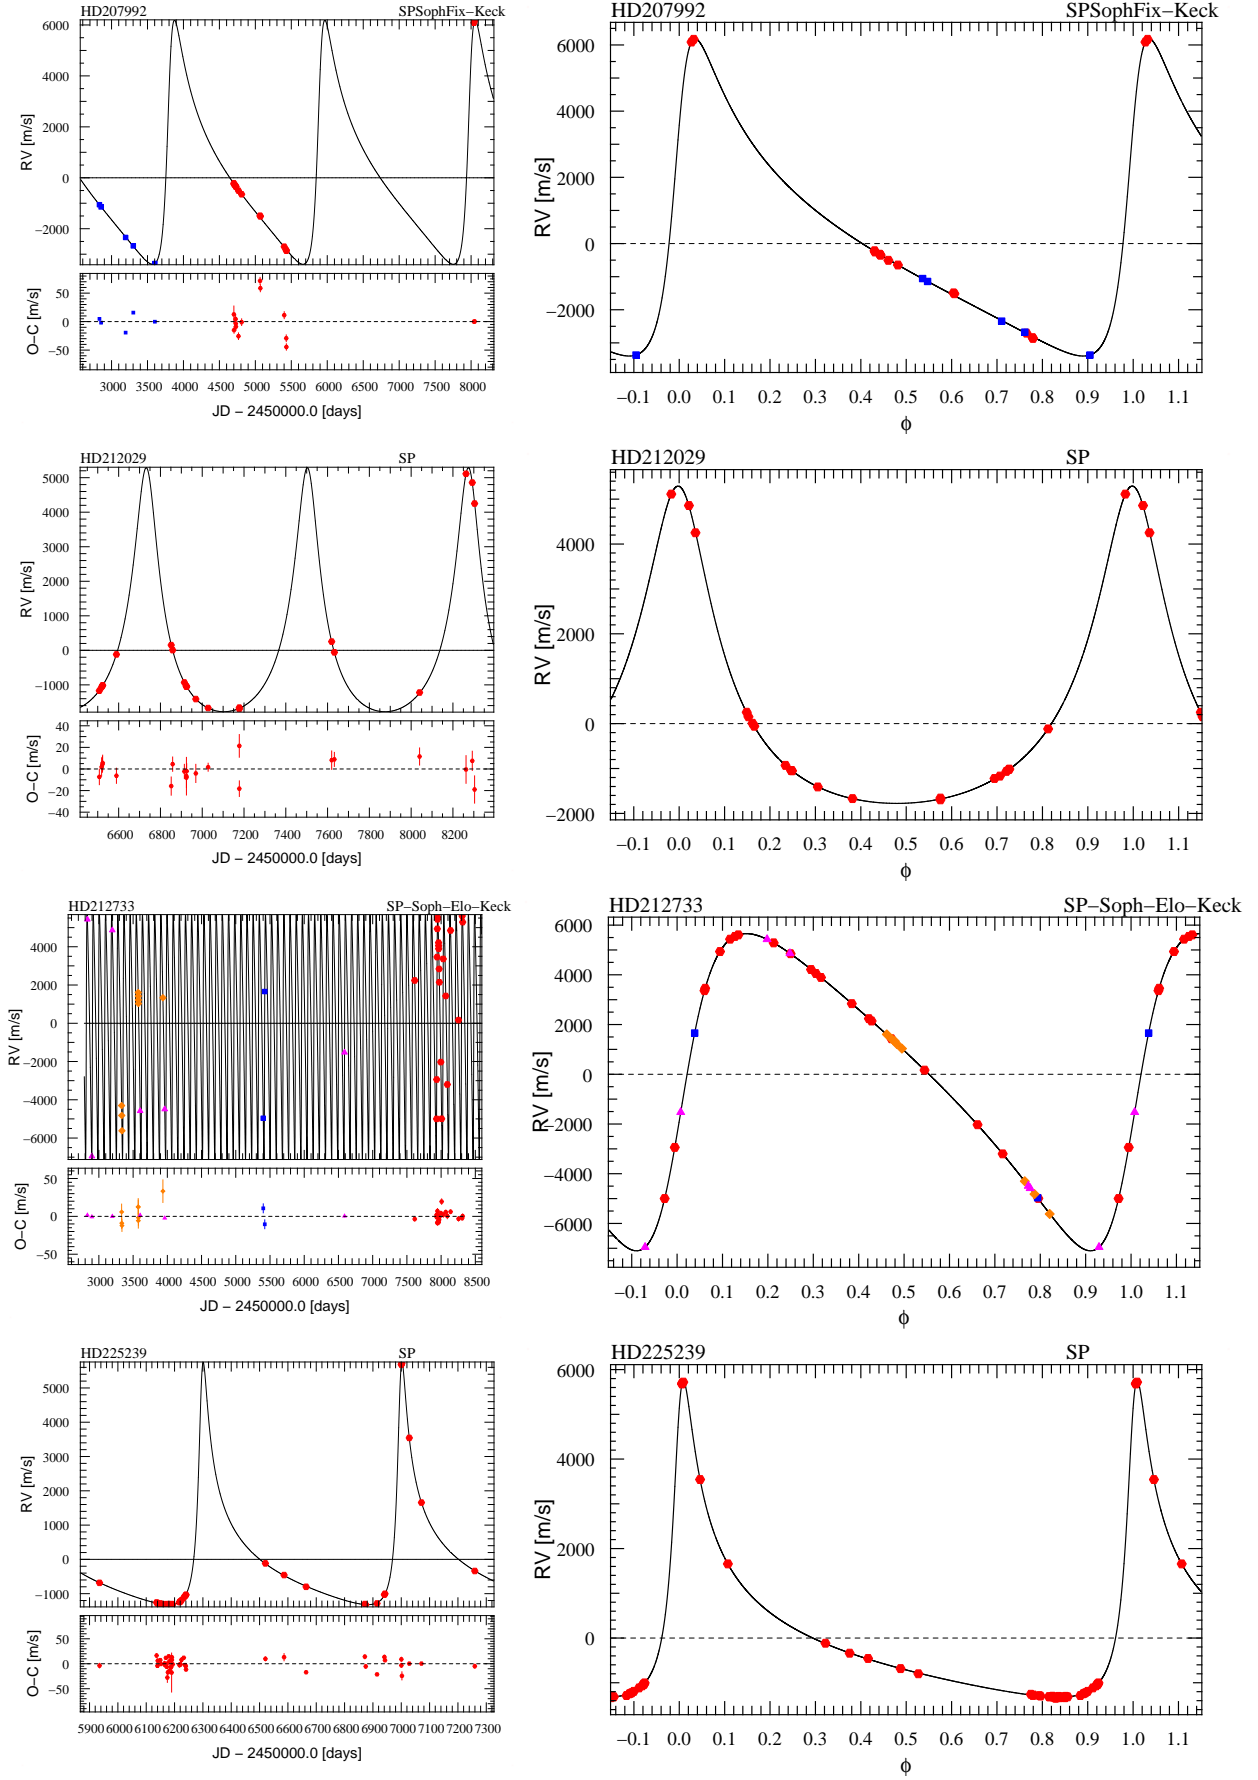 HD207992 SPSophFix−Keck
6000
4000
2000
0
−2000
RV [m/s]
50
0
−50
O−C [m/s]
3000 3500 4000 4500 5000 5500 6000 6500 7000 7500 8000
JD − 2450000.0 [days]
HD207992 SPSophFix−Keck
6000
4000
2000
0
−2000
RV [m/s]
−0.1 0.0 0.1 0.2 0.3 0.4 0.5 0.6 0.7 0.8 0.9 1.0 1.1
ϕ
HD212029 SP
5000
4000
3000
2000
1000
0
−1000
RV [m/s]
40
20
0
−20
−40
O−C [m/s]
6600 6800 7000 7200 7400 7600 7800 8000 8200
JD − 2450000.0 [days]
HD212029 SP
4000
2000
0
−2000
RV [m/s]
−0.1 0.0 0.1 0.2 0.3 0.4 0.5 0.6 0.7 0.8 0.9 1.0 1.1
ϕ
HD212733 SP−Soph−Elo−Keck
4000
2000
0
−2000
−4000
−6000
RV [m/s]
50
0
−50
O−C [m/s]
3000 3500 4000 4500 5000 5500 6000 6500 7000 7500 8000 8500
JD − 2450000.0 [days]
HD212733 SP−Soph−Elo−Keck
6000
4000
2000
0
−2000
−4000
−6000
RV [m/s]
−0.1 0.0 0.1 0.2 0.3 0.4 0.5 0.6 0.7 0.8 0.9 1.0 1.1
ϕ
HD225239 SP
5000
4000
3000
2000
1000
0
−1000
RV [m/s]
50
0
−50
O−C [m/s]
5900 6000 6100 6200 6300 6400 6500 6600 6700 6800 6900 7000 7100 7200 7300
JD − 2450000.0 [days]
HD225239 SP
6000
4000
2000
0
RV [m/s]
−0.1 0.0 0.1 0.2 0.3 0.4 0.5 0.6 0.7 0.8 0.9 1.0 1.1
ϕ